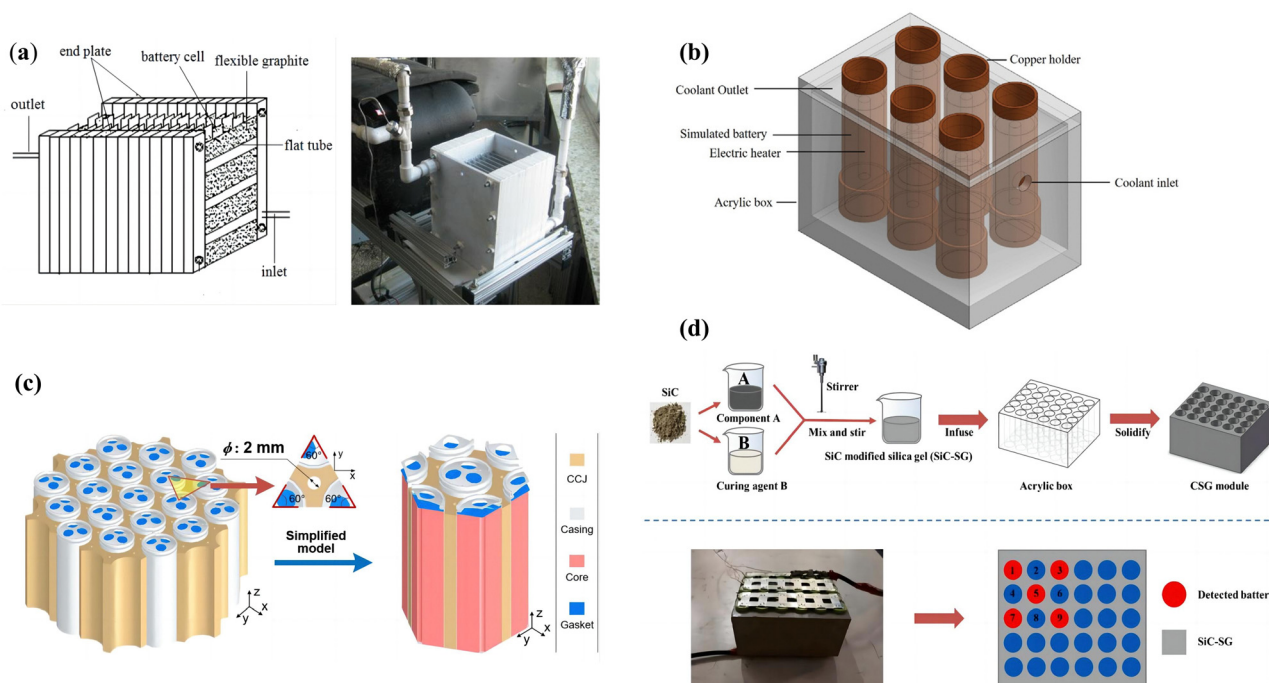 (a)
end plate
battery cell
flexible graphite
outlet
flat tube
inlet
(b)
Copper holder
Coolant Outlet
Simulated battery
Electric heater
Coolant inlet
Acrylic box
(c)
ϕ: 2 mm
60°
y
x
60°
60°
Simplified
model
z
x
y
z
x
y
CCJ
Casing
Core
Gasket
(d)
SiC
A
Component A
B
Curing agent B
Stirrer
Mix and stir
SiC modified silica gel (SiC-SG)
Infuse
Acrylic box
Solidify
CSG module
1 2 3
4 5 6
7 8 9
Detected batter
SiC-SG